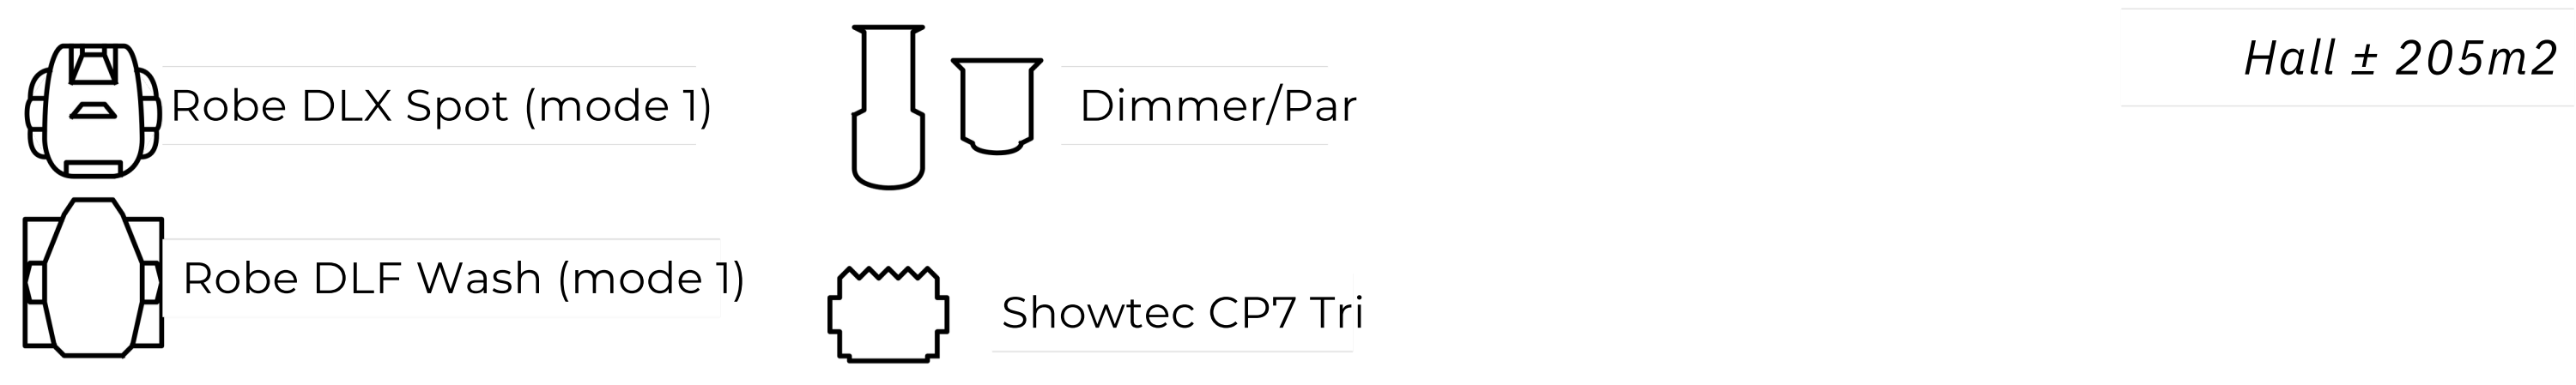 Robe DLX Spot (mode 1)
Dimmer/Par
Hall ± 205m2
Robe DLF Wash (mode 1)
Showtec CP7 Tri